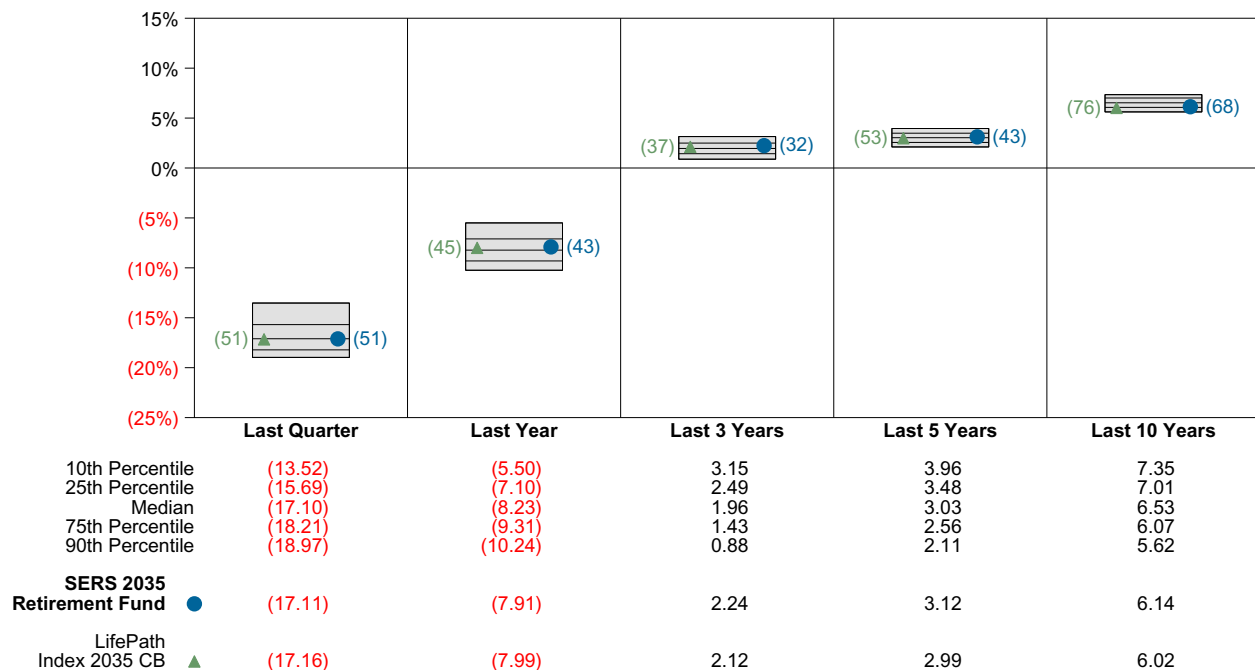 15%
10%
5%
0%
(5%)
(10%)
(15%)
(20%)
(25%)
(51) (51)
(45) (43)
(37) (32)
(53) (43)
(76) (68)
Last Quarter Last Year Last 3 Years Last 5 Years Last 10 Years
10th Percentile (13.52) (5.50) 3.15 3.96 7.35
25th Percentile (15.69) (7.10) 2.49 3.48 7.01
Median (17.10) (8.23) 1.96 3.03 6.53
75th Percentile (18.21) (9.31) 1.43 2.56 6.07
90th Percentile (18.97) (10.24) 0.88 2.11 5.62
SERS 2035
Retirement Fund (17.11) (7.91) 2.24 3.12 6.14
LifePath
Index 2035 CB (17.16) (7.99) 2.12 2.99 6.02